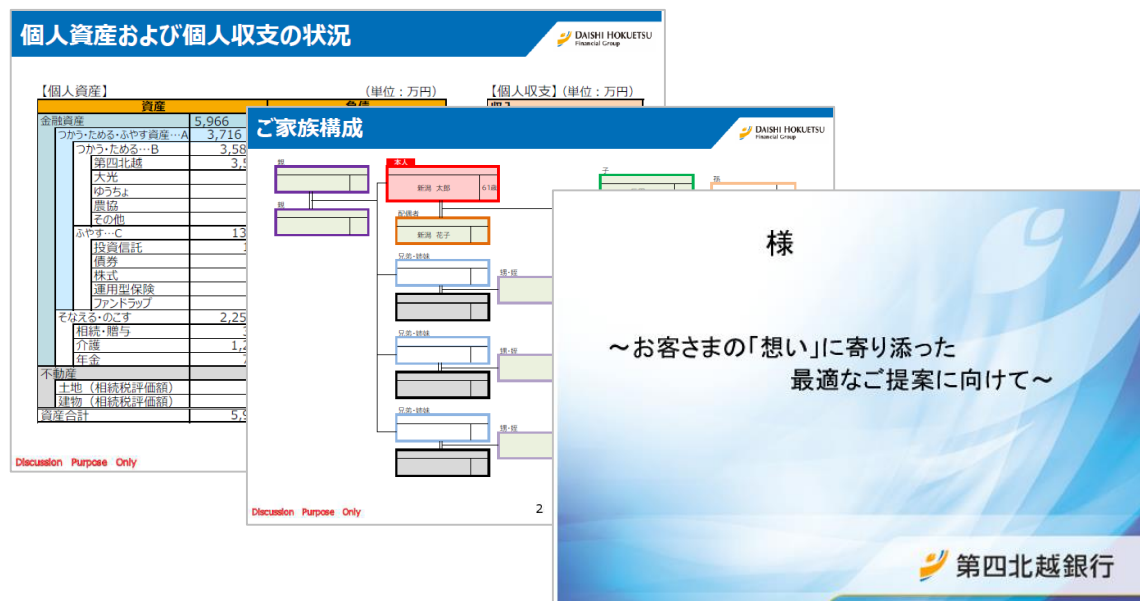 個人資産および個人収支の状況
DAISHI HOKUETSU
Financial Group
【個人資産】
(単位:万円)
【個人収支】(単位:万円)
資産
金融資産 5,966
つかう・ためる・ふやす資産…A 3,716
つかう・ためる…B
第四北越
大光
ゆうちょ
農協
その他
ふやす…C
投資信託
債券
株式
運用型保険
ファンドラップ
そなえる・のこす
相続・贈与
介護
年金
不動産
土地(相続税評価額)
建物(相続税評価額)
資産合計
Discussion Purpose Only
ご家族構成
DAISHI HOKUETSU
Financial Group
親
本人
新潟 太郎 61歳
親
配偶者
新潟 花子
子
孫
兄弟・姉妹
甥・姪
兄弟・姉妹
甥・姪
兄弟・姉妹
甥・姪
Discussion Purpose Only
2
様
~お客さまの「想い」に寄り添った
最適なご提案に向けて~
第四北越銀行